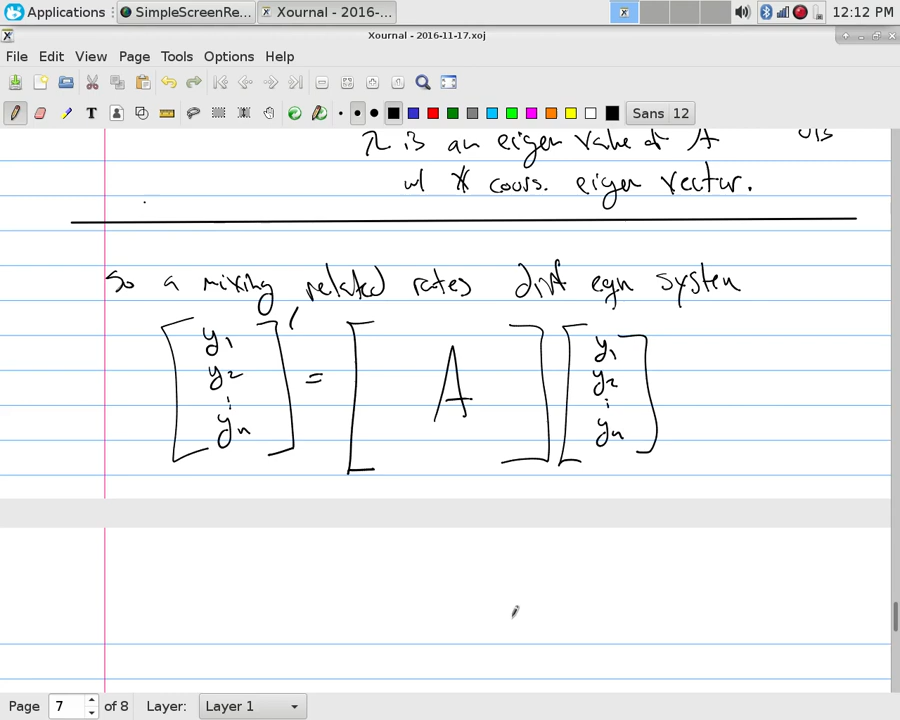 Applications SimpleScreenRe... Xournal - 2016-... 12:12 PM
Xournal - 2016-11-17.xoj
File Edit View Page Tools Options Help
Sans 12
λ is an eigen value of A
w/ x corrs. eigen vector.
So a mixing related rates diff eqn system
[y1 y2 ⋮ yn]' = [A] [y1 y2 ⋮ yn]
Page 7 of 8 Layer: Layer 1